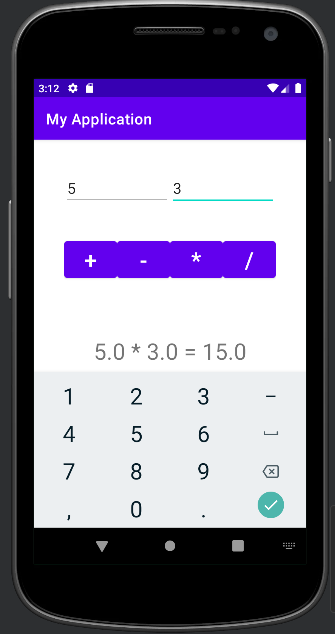 3:12
My Application
5 3
+ - * /
5.0 * 3.0 = 15.0
1 2 3 –
4 5 6
7 8 9
, 0 .